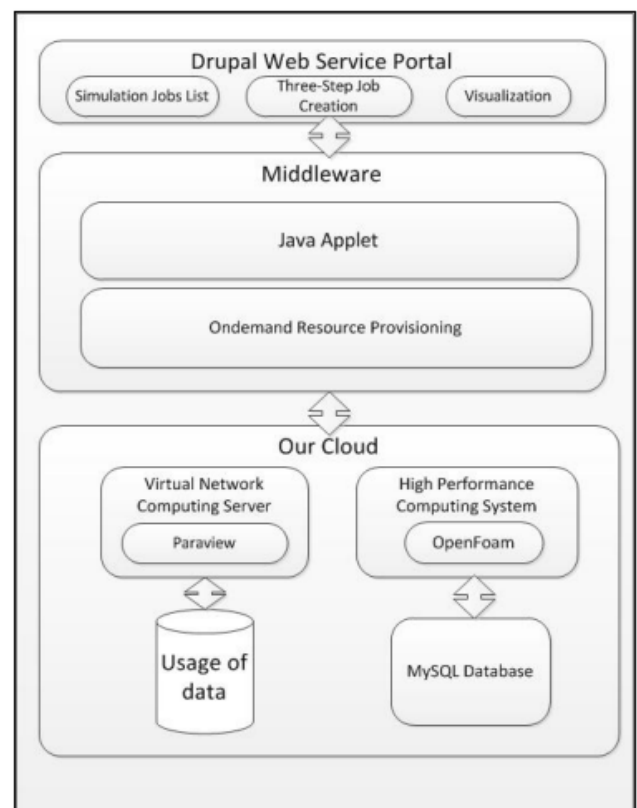 Drupal Web Service Portal
Simulation Jobs List
Three-Step Job
Creation
Visualization
Middleware
Java Applet
Ondemand Resource Provisioning
Our Cloud
Virtual Network
Computing Server
Paraview
High Performance
Computing System
OpenFoam
Usage of
data
MySQL Database